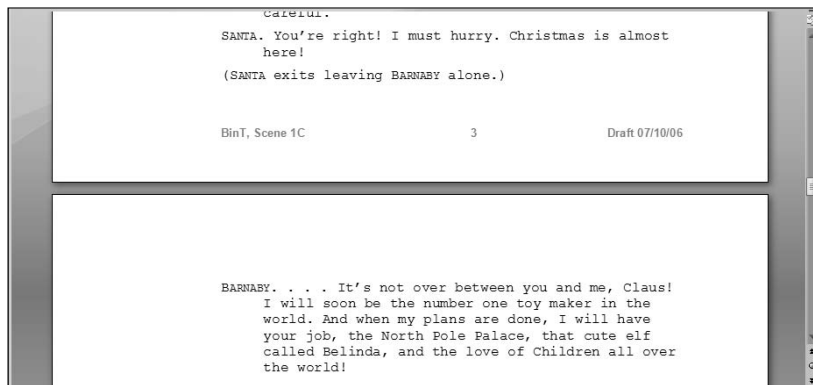 careful.
SANTA. You're right! I must hurry. Christmas is almost
here!
(SANTA exits leaving BARNABY alone.)
BinT, Scene 1C 3 Draft 07/10/06
BARNABY. . . . It's not over between you and me, Claus!
I will soon be the number one toy maker in the
world. And when my plans are done, I will have
your job, the North Pole Palace, that cute elf
called Belinda, and the love of Children all over
the world!